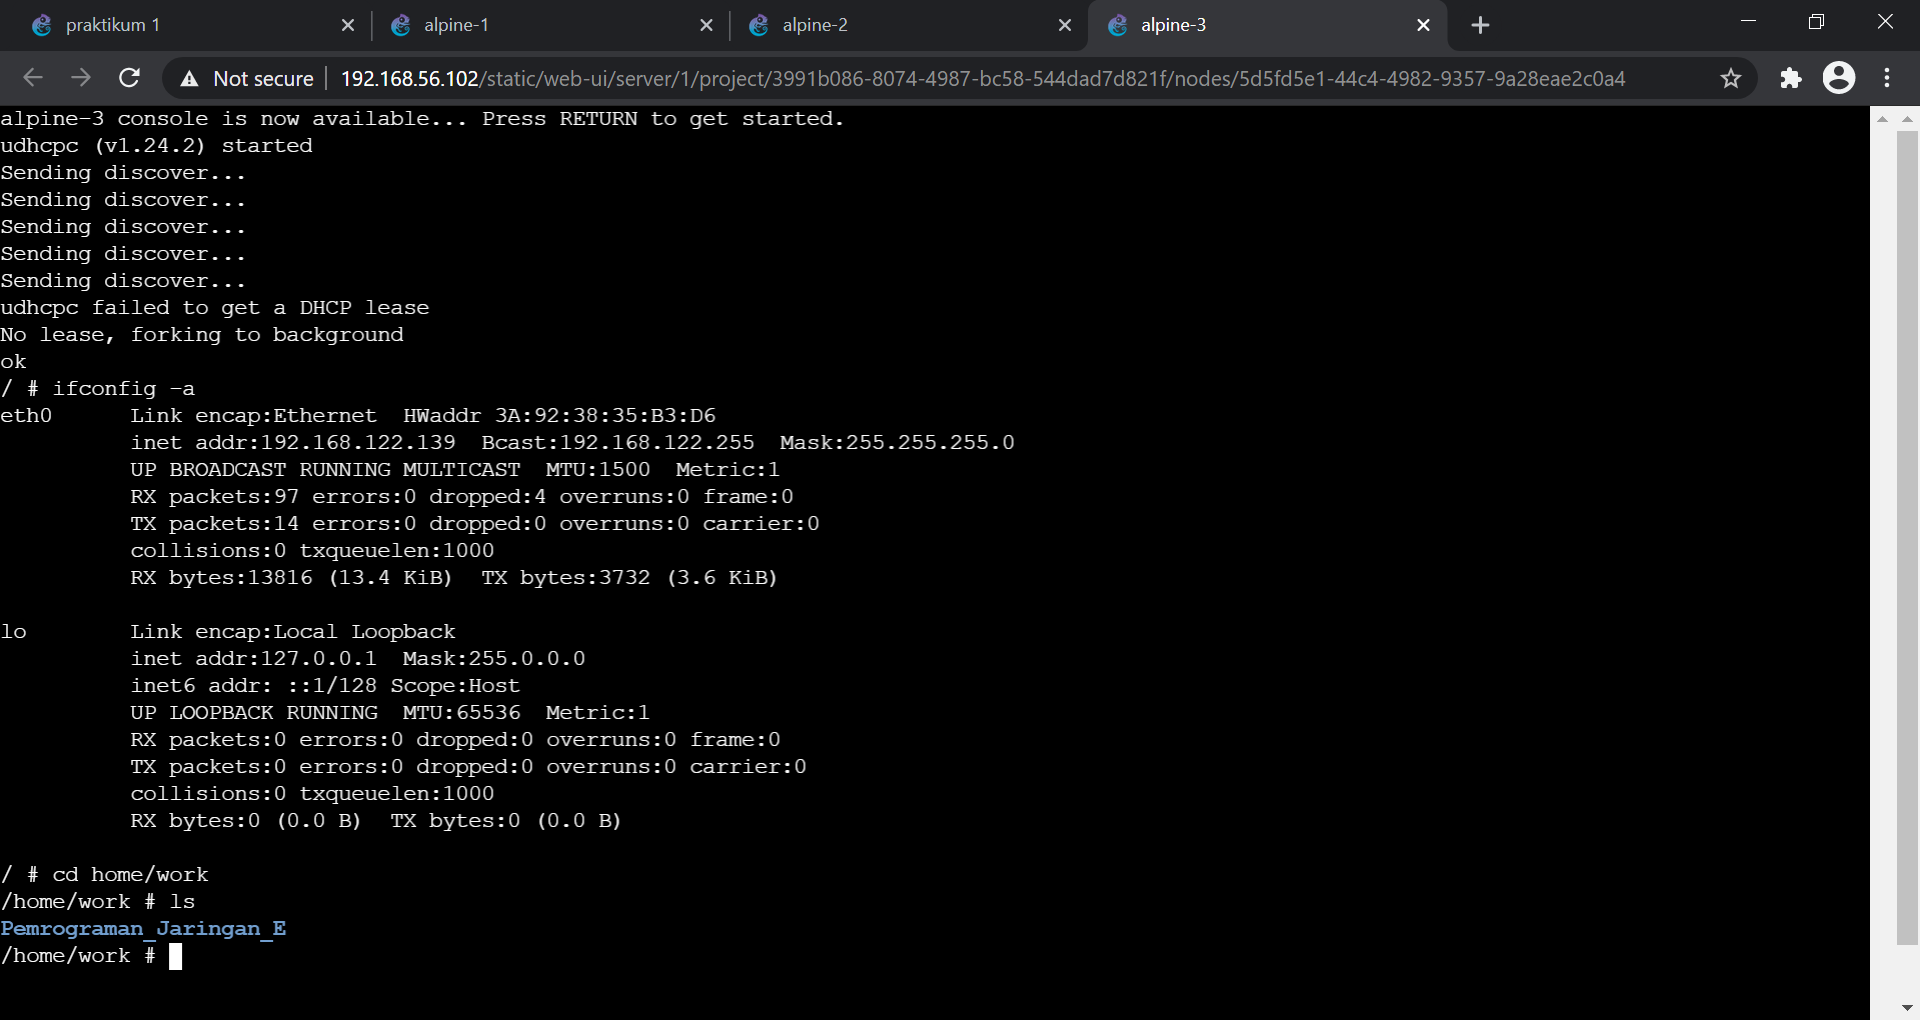 praktikum 1
alpine-1
alpine-2
alpine-3
Not secure 192.168.56.102/static/web-ui/server/1/project/3991b086-8074-4987-bc58-544dad7d821f/nodes/5d5fd5e1-44c4-4982-9357-9a28eae2c0a4
alpine-3 console is now available... Press RETURN to get started.
udhcpc (v1.24.2) started
Sending discover...
Sending discover...
Sending discover...
Sending discover...
Sending discover...
udhcpc failed to get a DHCP lease
No lease, forking to background
ok
/ # ifconfig -a
eth0      Link encap:Ethernet  HWaddr 3A:92:38:35:B3:D6
          inet addr:192.168.122.139  Bcast:192.168.122.255  Mask:255.255.255.0
          UP BROADCAST RUNNING MULTICAST  MTU:1500  Metric:1
          RX packets:97 errors:0 dropped:4 overruns:0 frame:0
          TX packets:14 errors:0 dropped:0 overruns:0 carrier:0
          collisions:0 txqueuelen:1000
          RX bytes:13816 (13.4 KiB)  TX bytes:3732 (3.6 KiB)

lo        Link encap:Local Loopback
          inet addr:127.0.0.1  Mask:255.0.0.0
          inet6 addr: ::1/128 Scope:Host
          UP LOOPBACK RUNNING  MTU:65536  Metric:1
          RX packets:0 errors:0 dropped:0 overruns:0 frame:0
          TX packets:0 errors:0 dropped:0 overruns:0 carrier:0
          collisions:0 txqueuelen:1000
          RX bytes:0 (0.0 B)  TX bytes:0 (0.0 B)

/ # cd home/work
/home/work # ls
Pemrograman_Jaringan_E
/home/work #